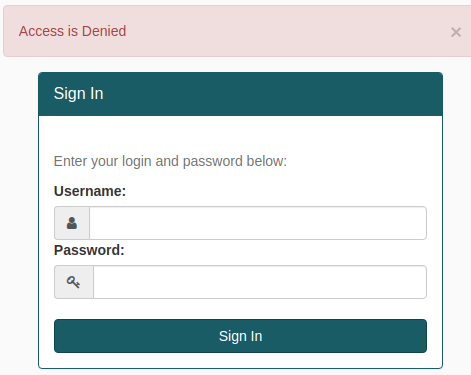 Access is Denied ×
Sign In
Enter your login and password below:
Username:
Password:
Sign In